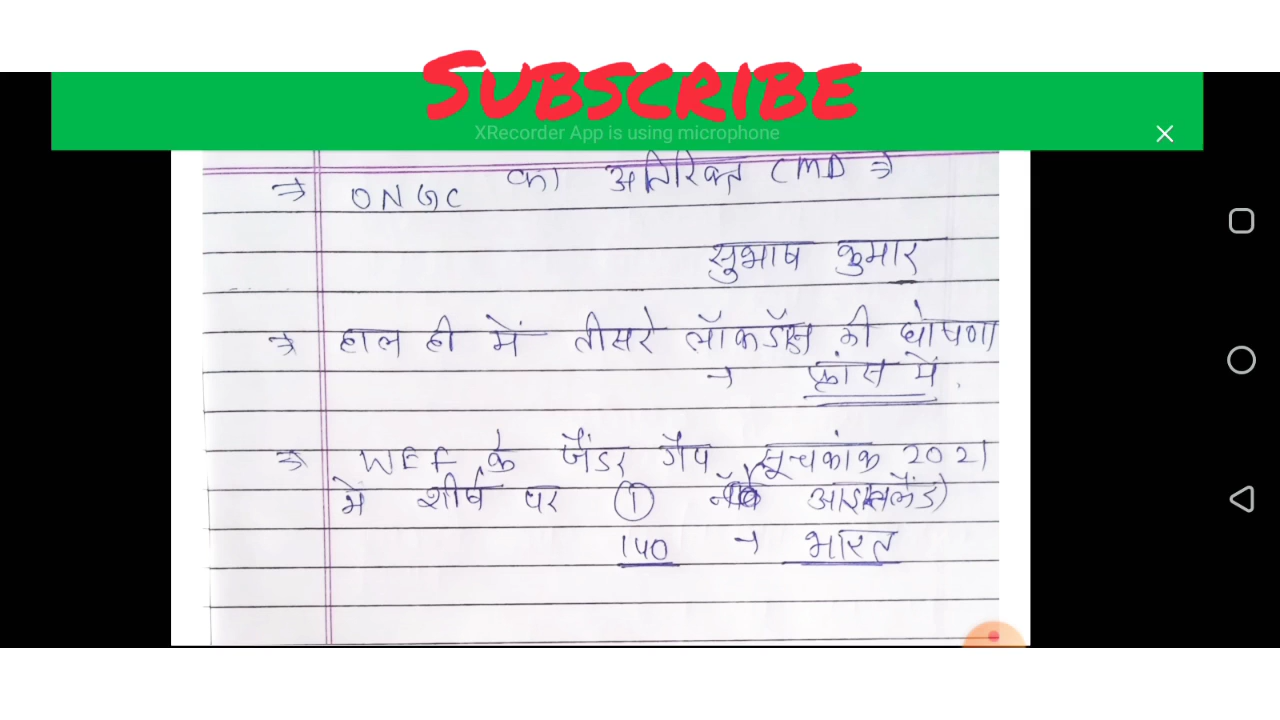 SUBSCRIBE
XRecorder App is using microphone
⇒ ONGC का अतिरिक्त CMD ⇒
सुभाष कुमार
→ हाल ही में तीसरे लॉकडॉउन की घोषणा
→ फ्रांस में.
⇒ WEF के जैंडर गैप सूचकांक 2021
मे शीर्ष पर ① आइसलैंड)
140 → भारत